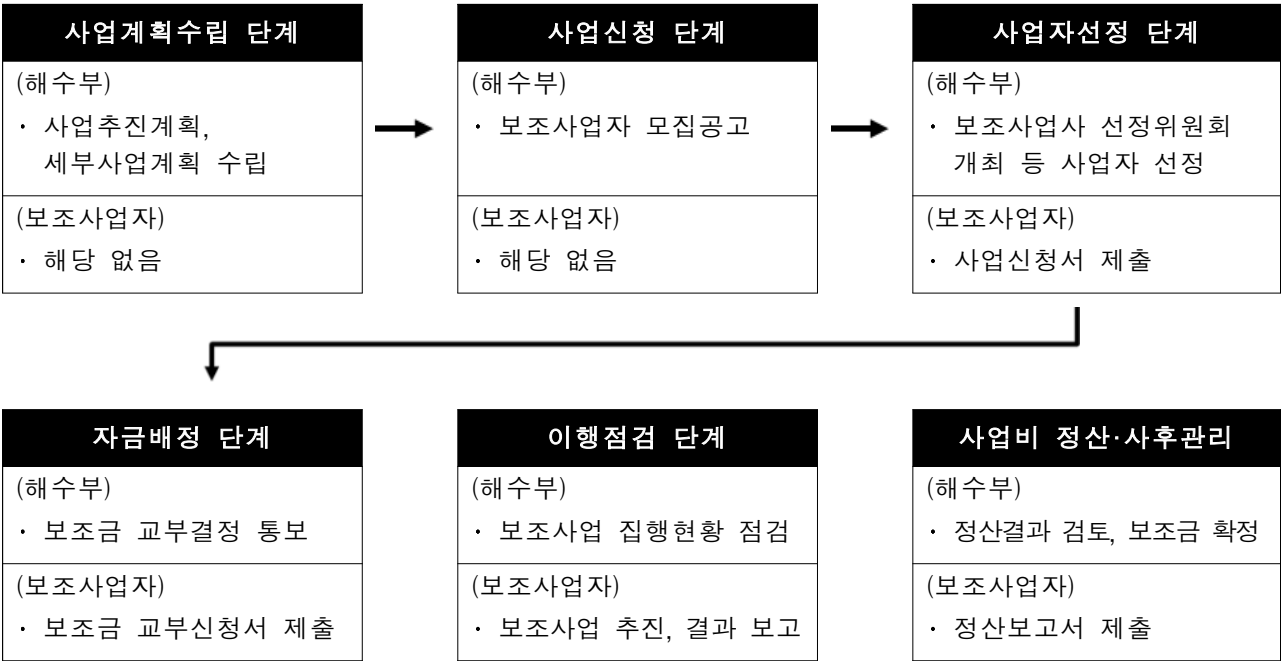 사업계획수립 단계
(해수부)
· 사업추진계획,
세부사업계획 수립
(보조사업자)
· 해당 없음
사업신청 단계
(해수부)
· 보조사업자 모집공고
(보조사업자)
· 해당 없음
사업자선정 단계
(해수부)
· 보조사업사 선정위원회
개최 등 사업자 선정
(보조사업자)
· 사업신청서 제출
자금배정 단계
(해수부)
· 보조금 교부결정 통보
(보조사업자)
· 보조금 교부신청서 제출
이행점검 단계
(해수부)
· 보조사업 집행현황 점검
(보조사업자)
· 보조사업 추진, 결과 보고
사업비 정산·사후관리
(해수부)
· 정산결과 검토, 보조금 확정
(보조사업자)
· 정산보고서 제출